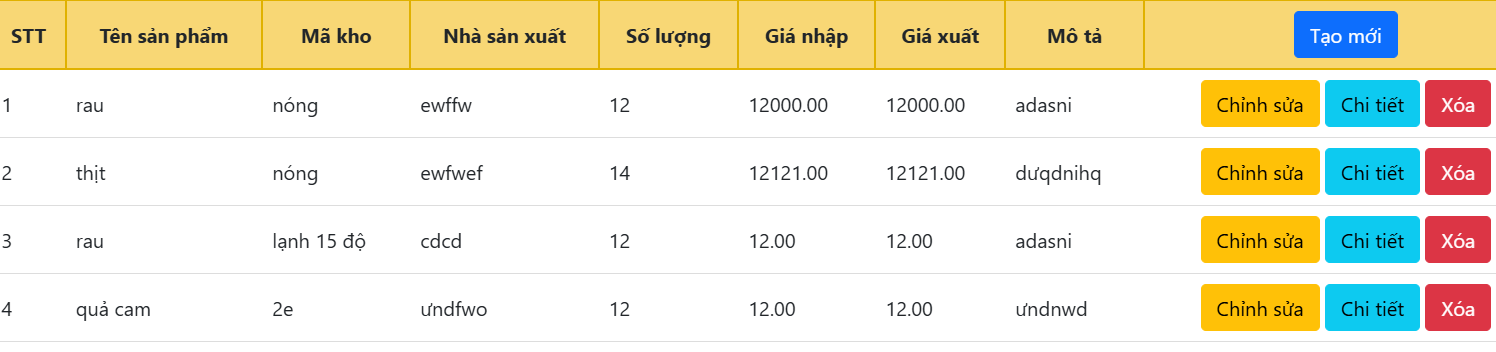 STT Tên sản phẩm Mã kho Nhà sản xuất Số lượng Giá nhập Giá xuất Mô tả Tạo mới
1 rau nóng ewffw 12 12000.00 12000.00 adasni Chỉnh sửa Chi tiết Xóa
2 thịt nóng ewfwef 14 12121.00 12121.00 dưqdnihq Chỉnh sửa Chi tiết Xóa
3 rau lạnh 15 độ cdcd 12 12.00 12.00 adasni Chỉnh sửa Chi tiết Xóa
4 quả cam 2e ưndfwo 12 12.00 12.00 ưndnwd Chỉnh sửa Chi tiết Xóa